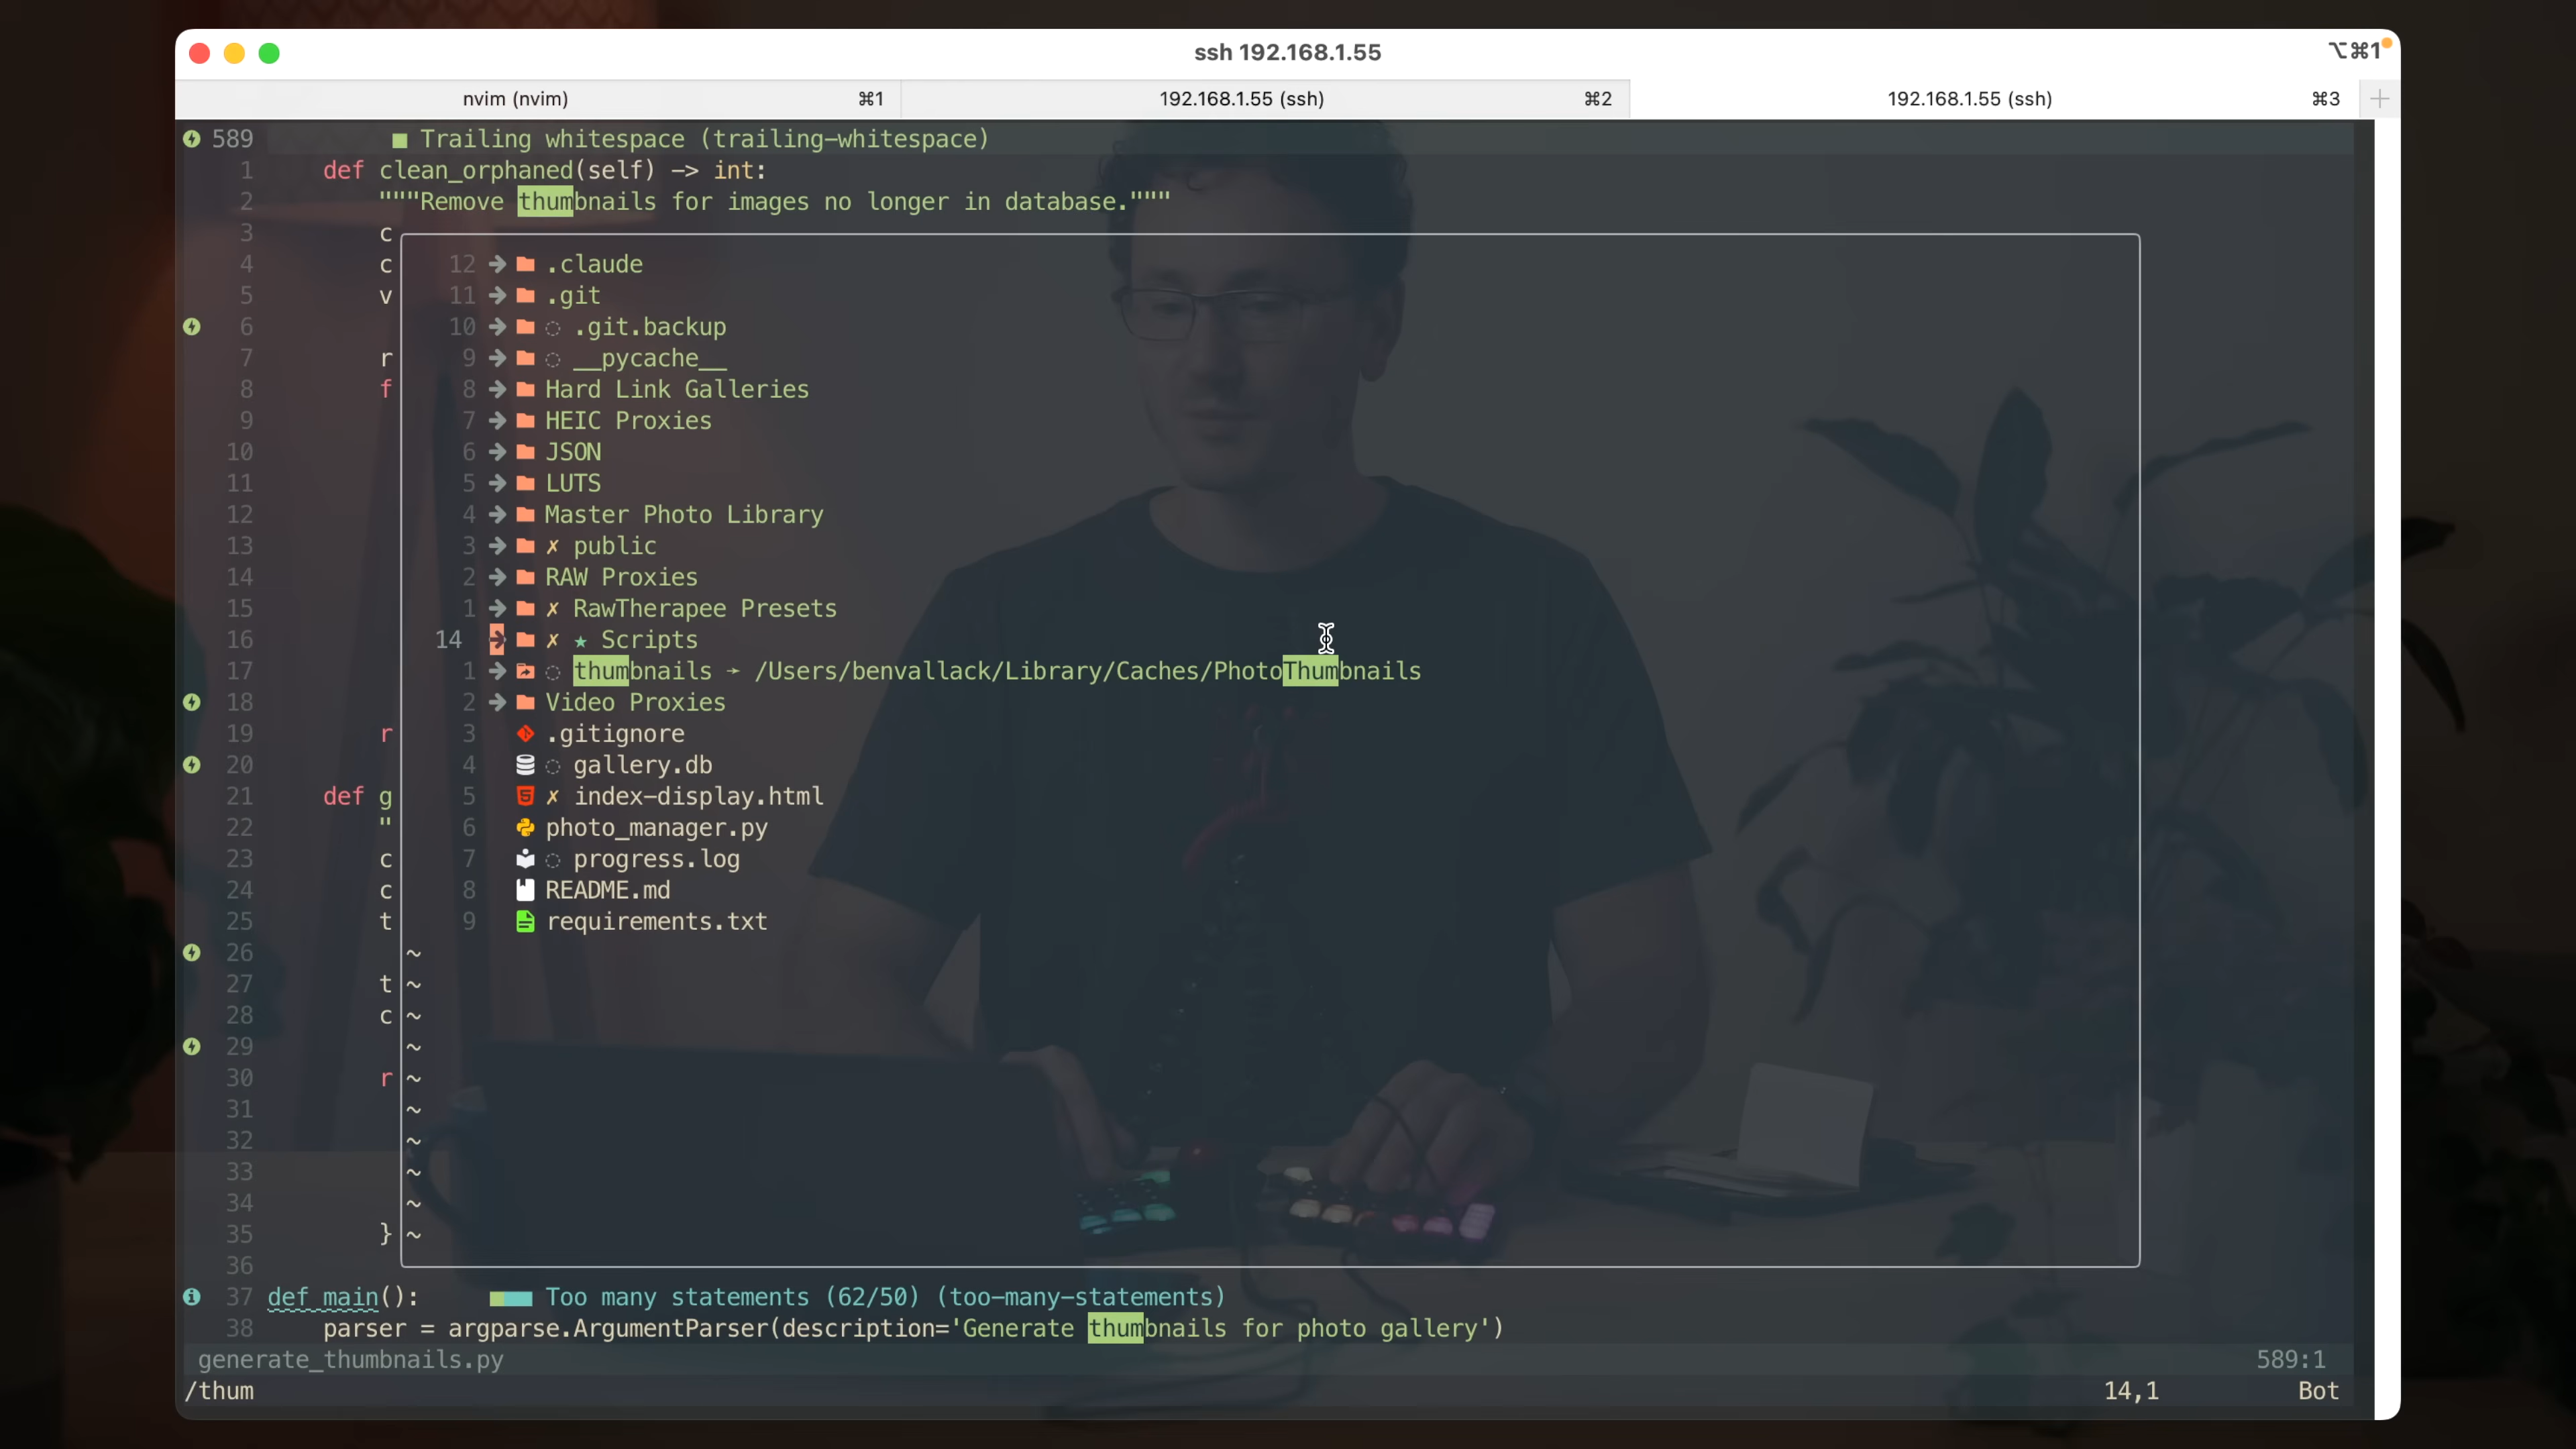 ssh 192.168.1.55
⌥⌘1
nvim (nvim) ⌘1 192.168.1.55 (ssh) ⌘2 192.168.1.55 (ssh) ⌘3 +
589 ■ Trailing whitespace (trailing-whitespace)
1 def clean_orphaned(self) -> int:
2 """Remove thumbnails for images no longer in database."""
3 c
4 c 12 → .claude
5 v 11 → .git
6 10 → ◌ .git.backup
7 r 9 → ◌ __pycache__
8 f 8 → Hard Link Galleries
9 7 → HEIC Proxies
10 6 → JSON
11 5 → LUTS
12 4 → Master Photo Library
13 3 → ✗ public
14 2 → RAW Proxies
15 1 → ✗ RawTherapee Presets
16 14 → ✗ ★ Scripts
17 1 → ◌ thumbnails → /Users/benvallack/Library/Caches/PhotoThumbnails
18 2 → Video Proxies
19 r 3 .gitignore
20 4 ◌ gallery.db
21 def g 5 ✗ index-display.html
22 " 6 photo_manager.py
23 c 7 ◌ progress.log
24 c 8 README.md
25 t 9 requirements.txt
26 ~
27 t ~
28 c ~
29 ~
30 r ~
31 ~
32 ~
33 ~
34 ~
35 } ~
36
37 def main(): ■■■ Too many statements (62/50) (too-many-statements)
38 parser = argparse.ArgumentParser(description='Generate thumbnails for photo gallery')
generate_thumbnails.py 589:1
/thum 14,1 Bot